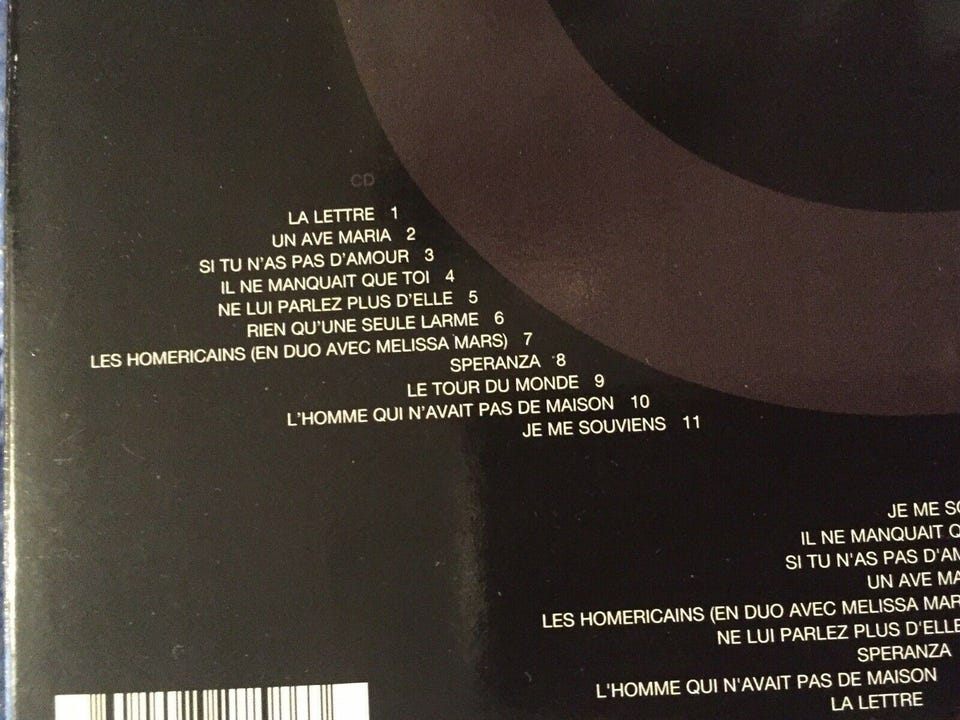 CD
LA LETTRE 1
UN AVE MARIA 2
SI TU N'AS PAS D'AMOUR 3
IL NE MANQUAIT QUE TOI 4
NE LUI PARLEZ PLUS D'ELLE 5
RIEN QU'UNE SEULE LARME 6
LES HOMERICAINS (EN DUO AVEC MELISSA MARS) 7
SPERANZA 8
LE TOUR DU MONDE 9
L'HOMME QUI N'AVAIT PAS DE MAISON 10
JE ME SOUVIENS 11
JE ME
IL NE MANQUAIT
SI TU N'AS PAS
UN AVE
LES HOMERICAINS (EN DUO AVEC MELISSA
NE LUI PARLEZ PLUS D'ELLE
SPERANZA
L'HOMME QUI N'AVAIT PAS DE MAISON
LA LETTRE